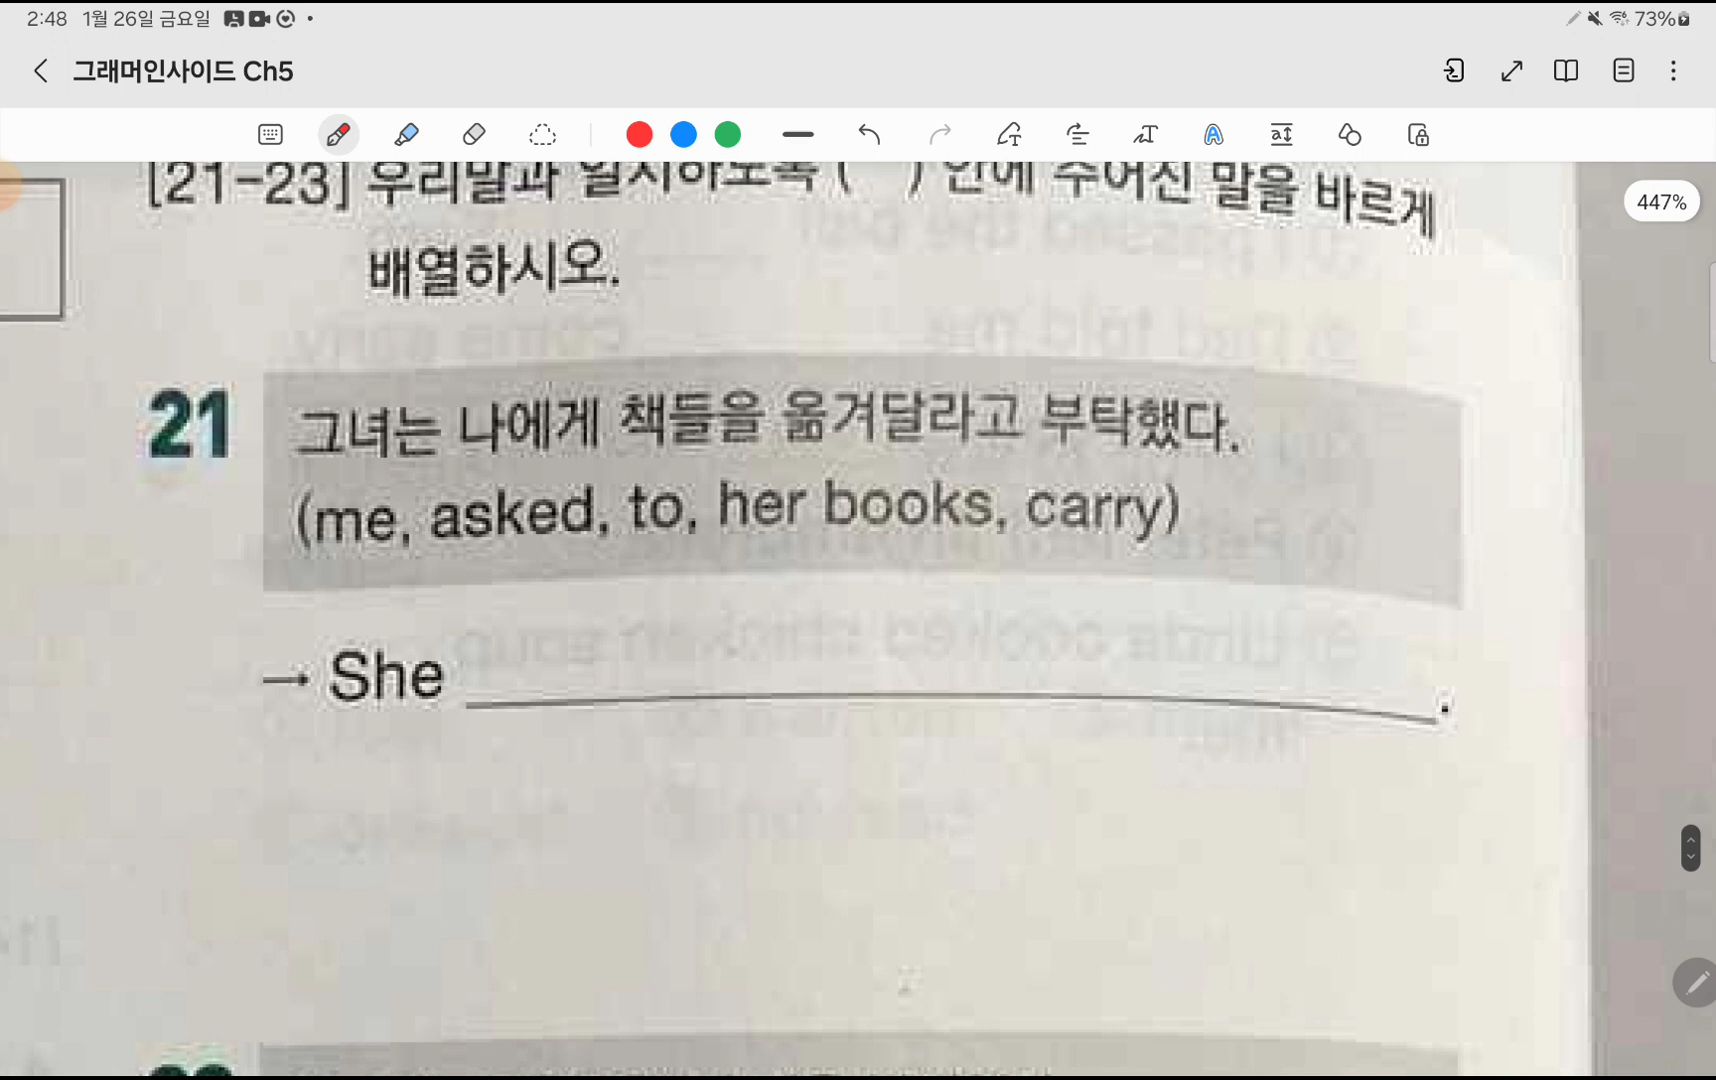 2:48 1월 26일 금요일
73%
그래머인사이드 Ch5
447%
[21-23] 우리말과 일치하도록 ( ) 안에 주어진 말을 바르게
배열하시오.
21 그녀는 나에게 책들을 옮겨달라고 부탁했다.
(me, asked, to, her books, carry)
→ She .